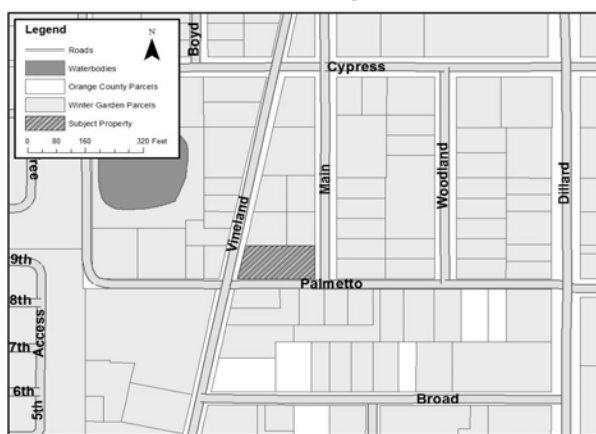 Legend
N
Roads
Waterbodies
Orange County Parcels
Winter Garden Parcels
Subject Property
0 80 160 320 Feet
Boyd
Cypress
Vineland
Main
Woodland
Dillard
Palmetto
9th
8th
7th
Access
6th
5th
Broad